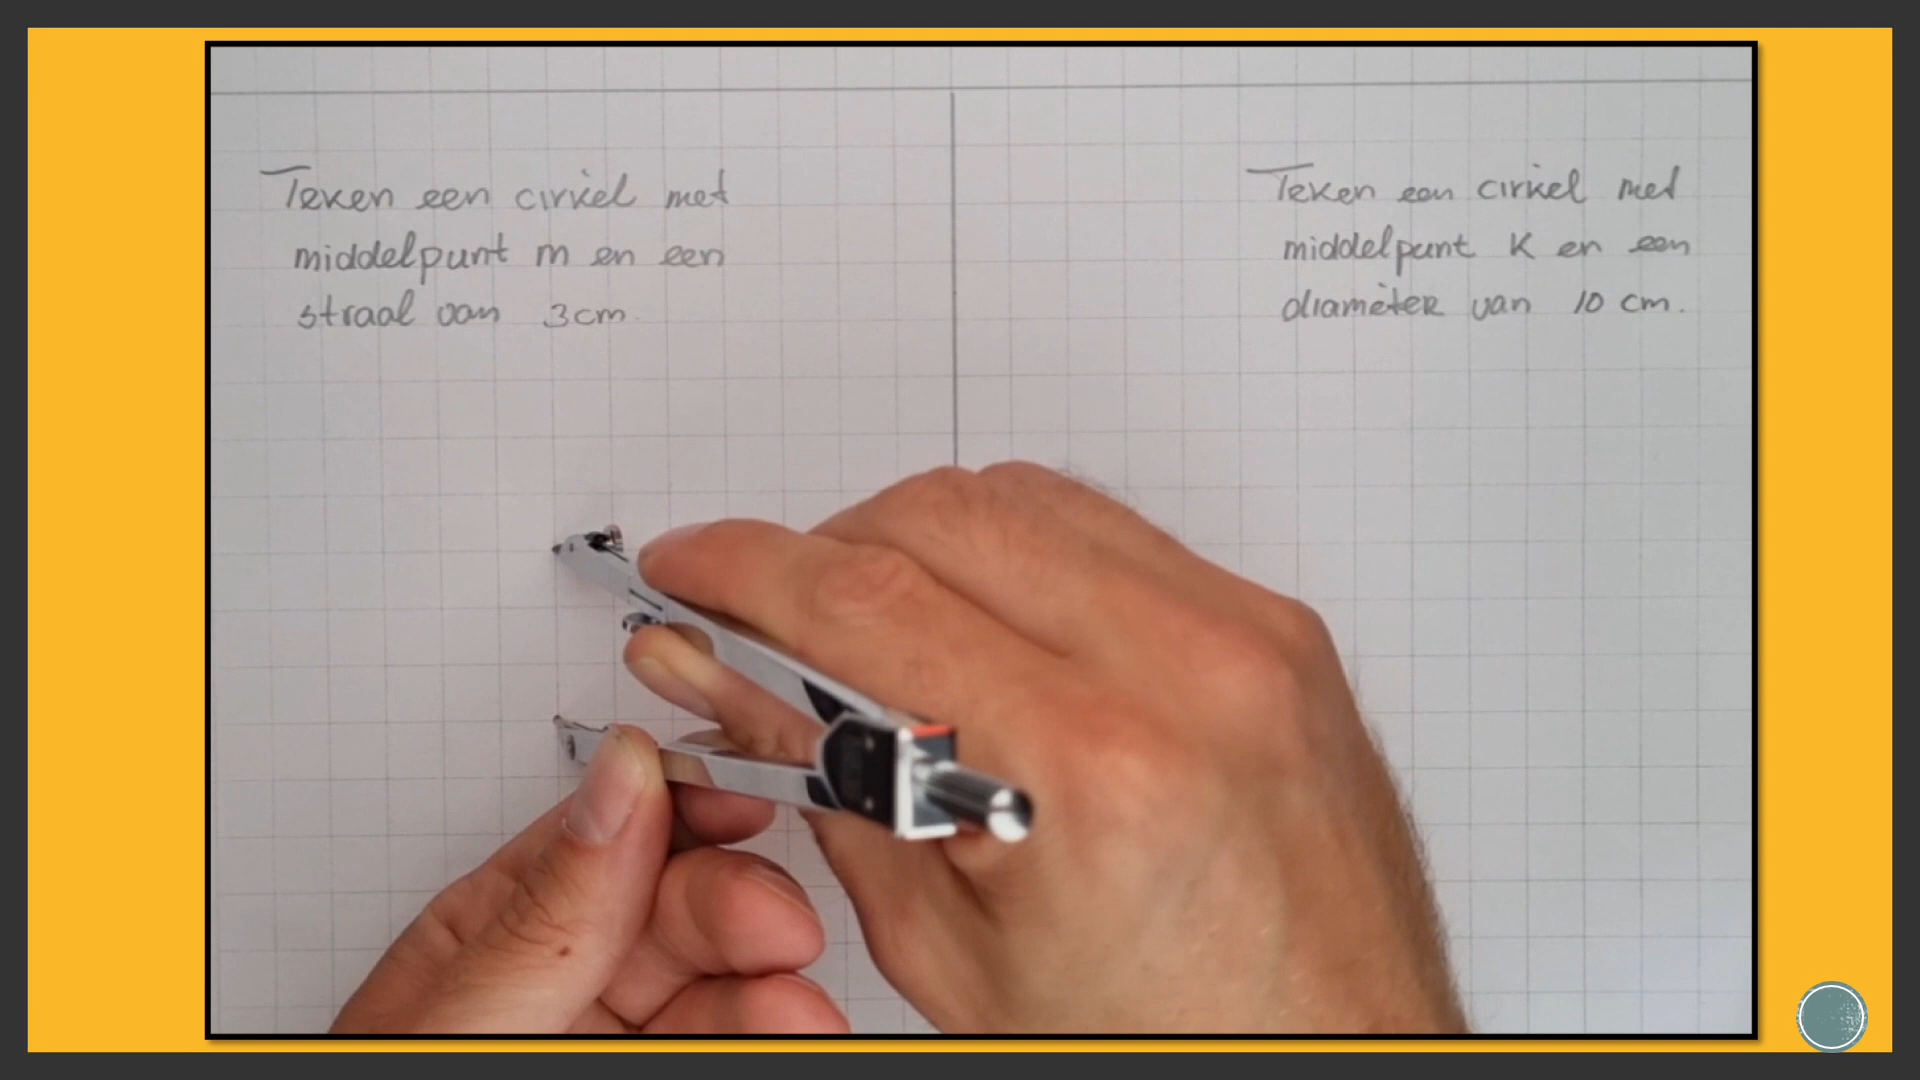 Teken een cirkel met
middelpunt m en een
straal van 3cm.
Teken een cirkel met
middelpunt K en een
diameter van 10 cm.